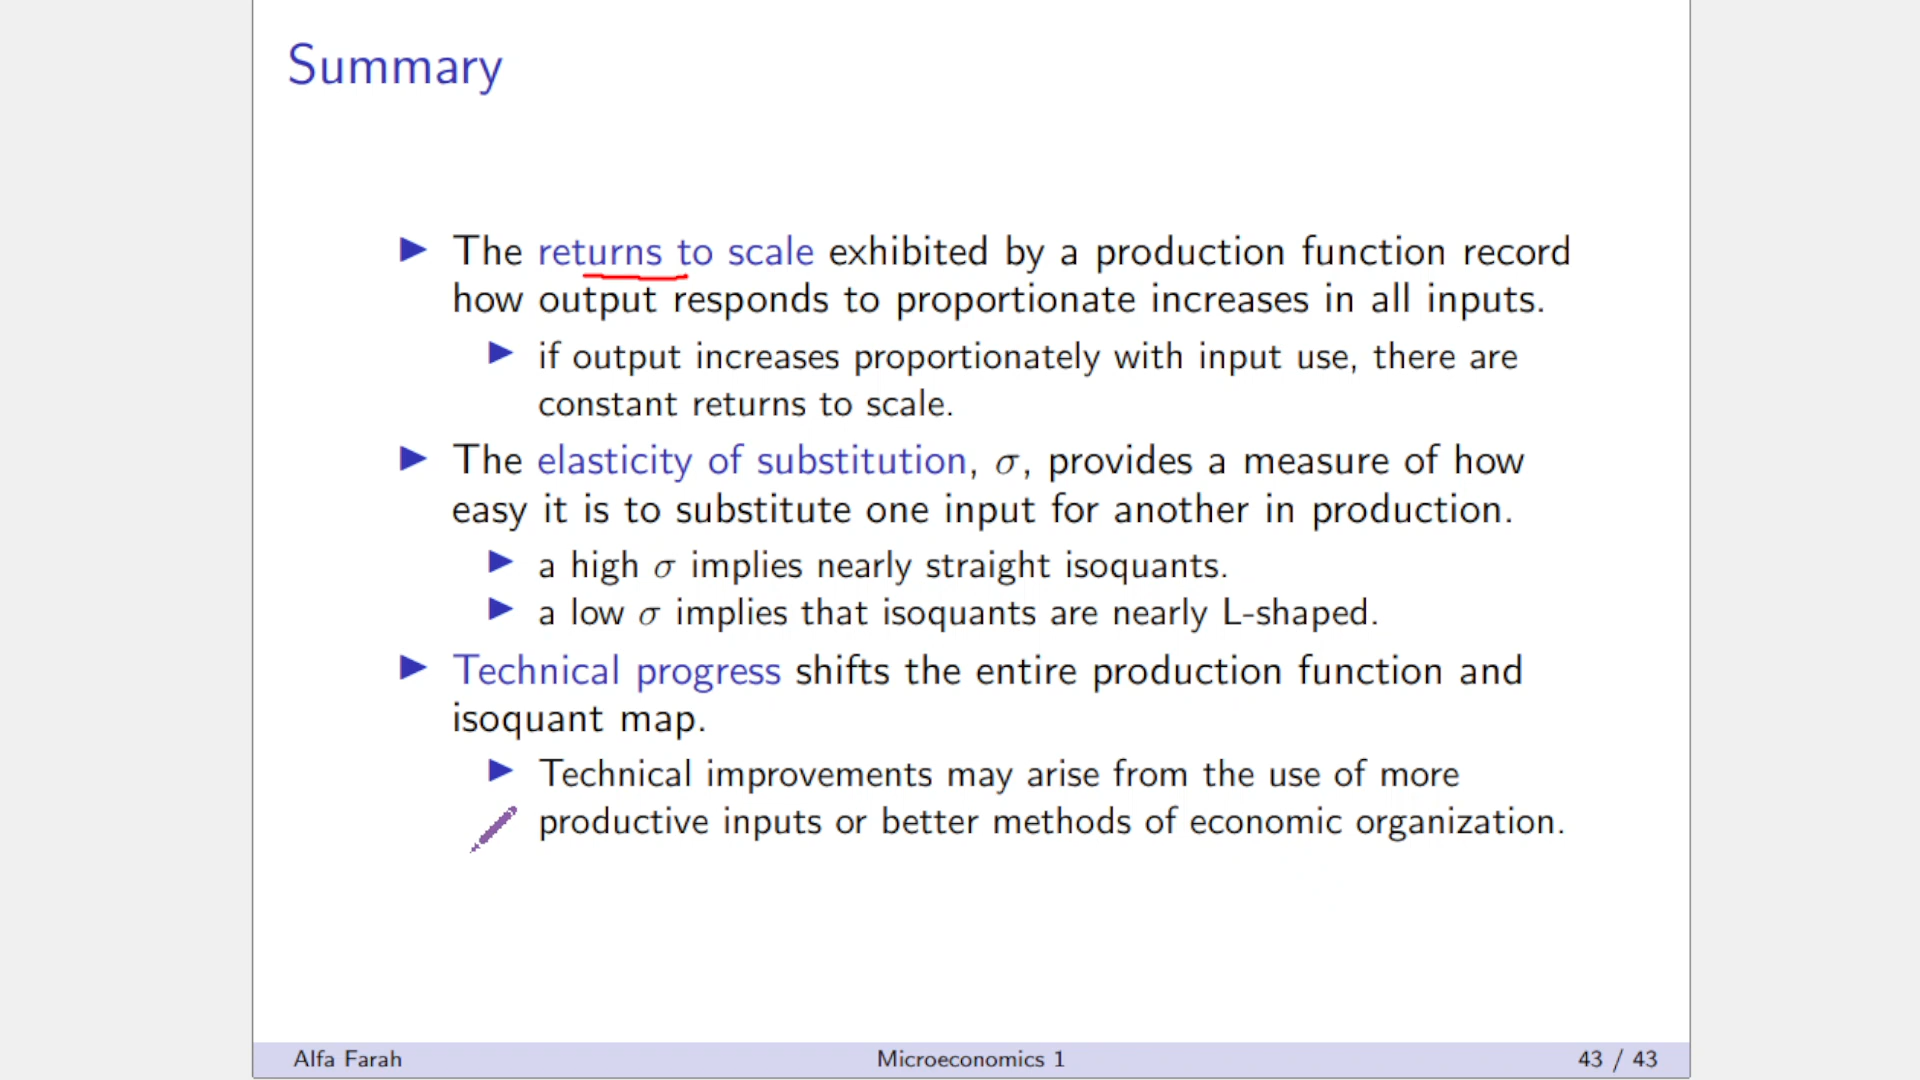 Summary
The returns to scale exhibited by a production function record
how output responds to proportionate increases in all inputs.
if output increases proportionately with input use, there are
constant returns to scale.
The elasticity of substitution, σ, provides a measure of how
easy it is to substitute one input for another in production.
a high σ implies nearly straight isoquants.
a low σ implies that isoquants are nearly L-shaped.
Technical progress shifts the entire production function and
isoquant map.
Technical improvements may arise from the use of more
productive inputs or better methods of economic organization.
Alfa Farah Microeconomics 1 43 / 43